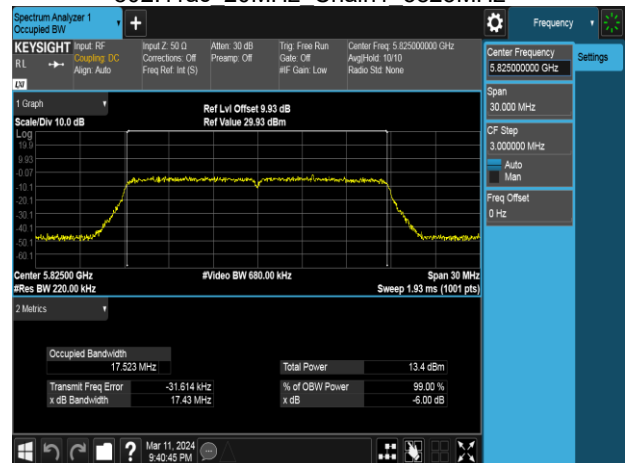 802.11ac-20MHz-Chain1-5825MHz
Spectrum Analyzer 1
Occupied BW
KEYSIGHT
RL
LXI
Input: RF
Coupling: DC
Align: Auto
Input Z: 50 Ω
Corrections: Off
Freq Ref: Int (S)
Atten: 30 dB
Preamp: Off
Trig: Free Run
Gate: Off
#IF Gain: Low
Center Freq: 5.825000000 GHz
Avg|Hold: 10/10
Radio Std: None
1 Graph
Scale/Div 10.0 dB
Ref Lvl Offset 9.93 dB
Ref Value 29.93 dBm
Log
19.9
9.93
-0.07
-10.1
-20.1
-30.1
-40.1
-50.1
-60.1
Center 5.82500 GHz
#Res BW 220.00 kHz
#Video BW 680.00 kHz
Span 30 MHz
Sweep 1.93 ms (1001 pts)
2 Metrics
Occupied Bandwidth
17.523 MHz
Total Power 13.4 dBm
Transmit Freq Error -31.614 kHz
% of OBW Power 99.00 %
x dB Bandwidth 17.43 MHz
x dB -6.00 dB
Mar 11, 2024
9:40:45 PM
Frequency
Settings
Center Frequency
5.825000000 GHz
Span
30.000 MHz
CF Step
3.000000 MHz
Auto
Man
Freq Offset
0 Hz